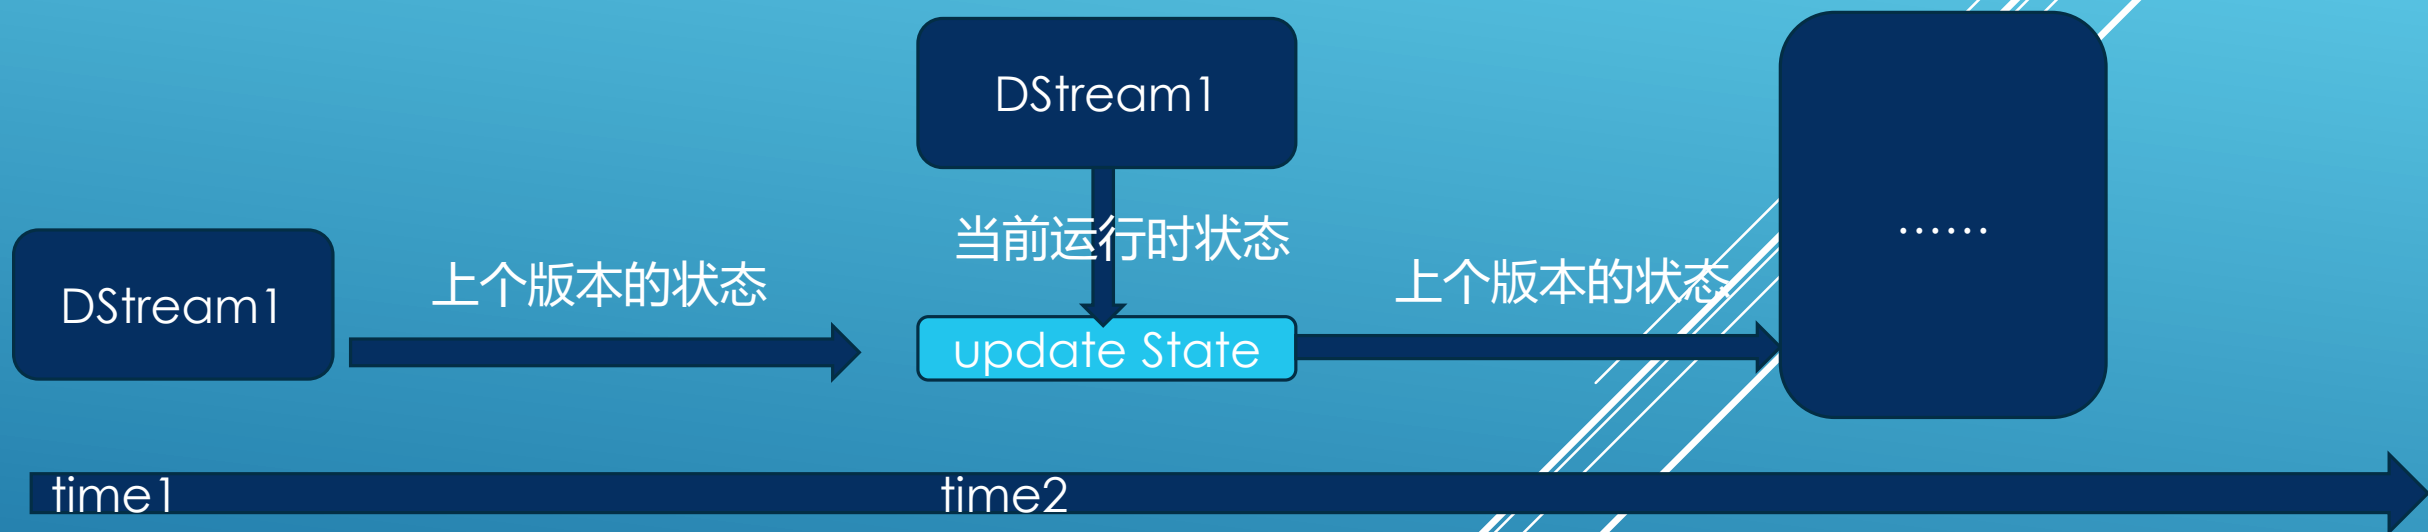 DStream1
当前运行时状态
……
DStream1
上个版本的状态
上个版本的状态
update State
time1
time2